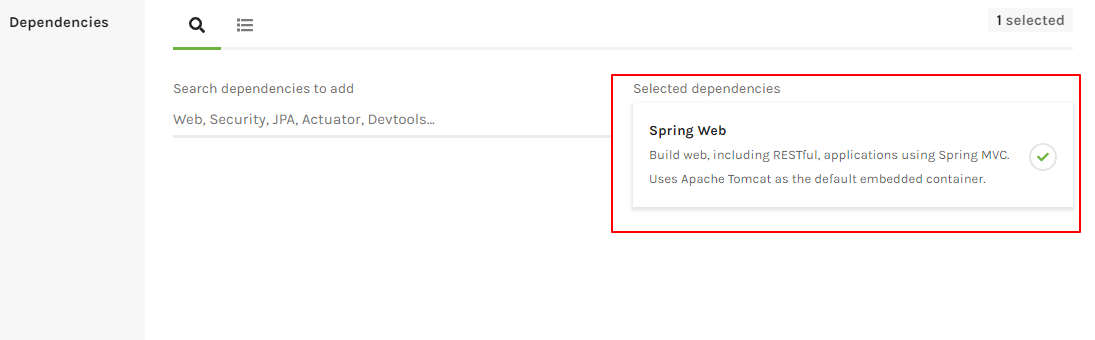 Dependencies
1 selected
Search dependencies to add
Web, Security, JPA, Actuator, Devtools...
Selected dependencies
Spring Web
Build web, including RESTful, applications using Spring MVC.
Uses Apache Tomcat as the default embedded container.